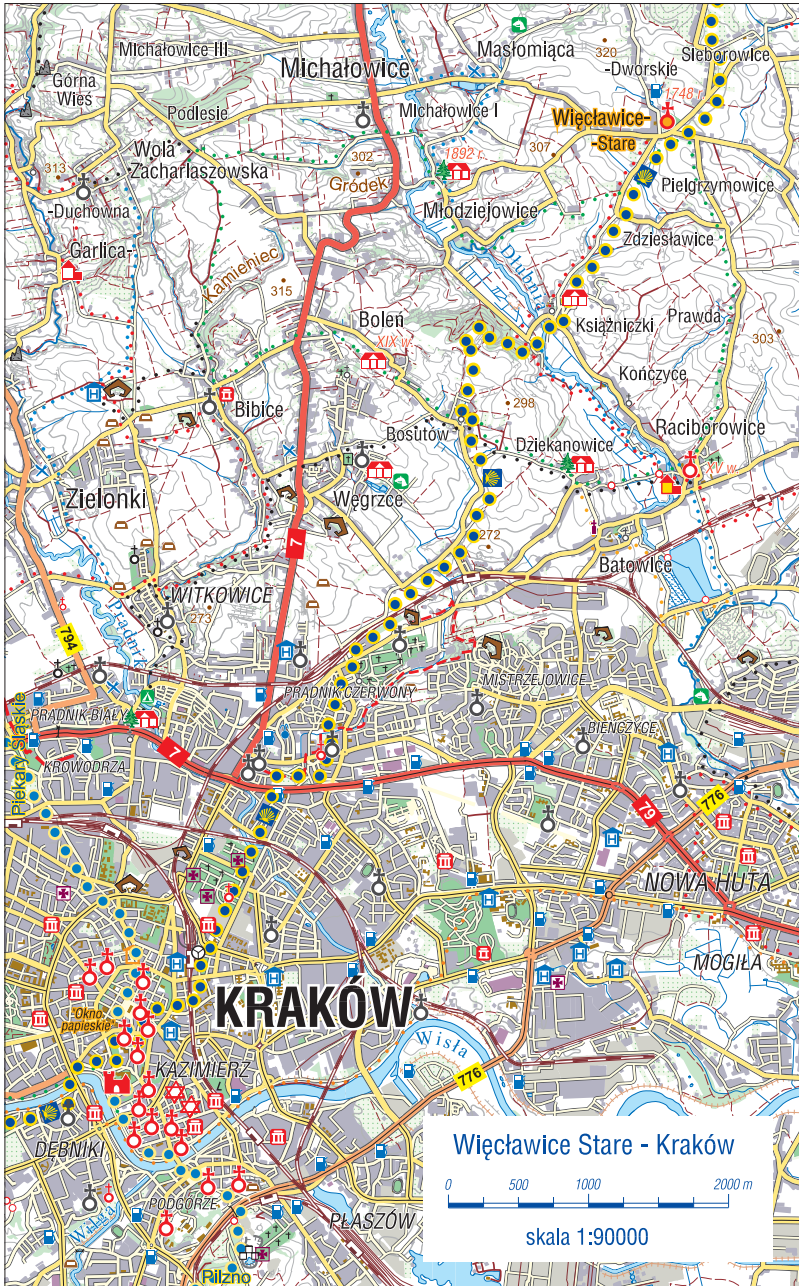 Michałowice III
Michałowice
Masłomiąca
320
-Dworskie
Sieborowice
Górna
Wieś
Podlesie
Michałowice I
1748 r.
Więcławice-
-Stare
313
Wola
Zacharlaszowska
302
Gródek
1892 r.
307
-Duchowna
Młodziejowice
Pielgrzymowice
Garlica-
Zdziesławice
Kamieniec
Dłubnia
315
Boleń
Książniczki
Prawda
303
XIX w.
Kończyce
Bibice
298
Bosutów
Dziekanowice
Raciborowice
XV w.
Zielonki
Węgrzce
7
272
Batowice
WITKOWICE
273
Prądnik
794
PRĄDNIK CZERWONY
MISTRZEJOWICE
PRĄDNIK-BIAŁY
BIEŃCZYCE
Piekary Śląskie
KROWODRZA
7
79
776
NOWA HUTA
MOGIŁA
KRAKÓW
"Okno
papieskie"
Wisła
KAZIMIERZ
776
DĘBNIKI
PODGÓRZE
Wilga
PŁASZÓW
Pilzno
Więcławice Stare - Kraków
0 500 1000 2000 m
skala 1:90000